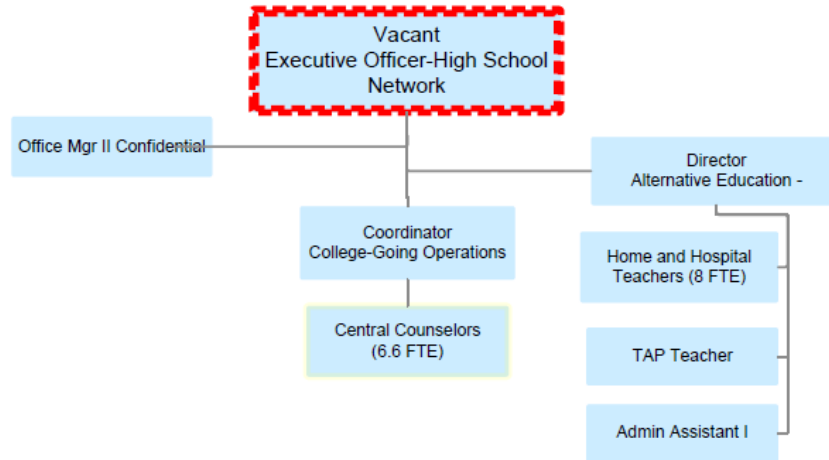 Vacant
Executive Officer-High School
Network
Office Mgr II Confidential
Director
Alternative Education -
Coordinator
College-Going Operations
Home and Hospital
Teachers (8 FTE)
Central Counselors
(6.6 FTE)
TAP Teacher
Admin Assistant I